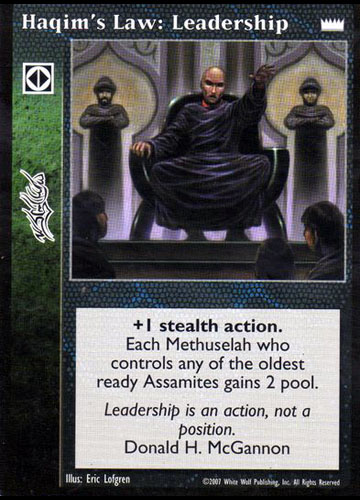 Haqim's Law: Leadership
+1 stealth action.
Each Methuselah who
controls any of the oldest
ready Assamites gains 2 pool.
Leadership is an action, not a
position.
Donald H. McGannon
Illus: Eric Lofgren
©2007 White Wolf Publishing, Inc. All Rights Reserved